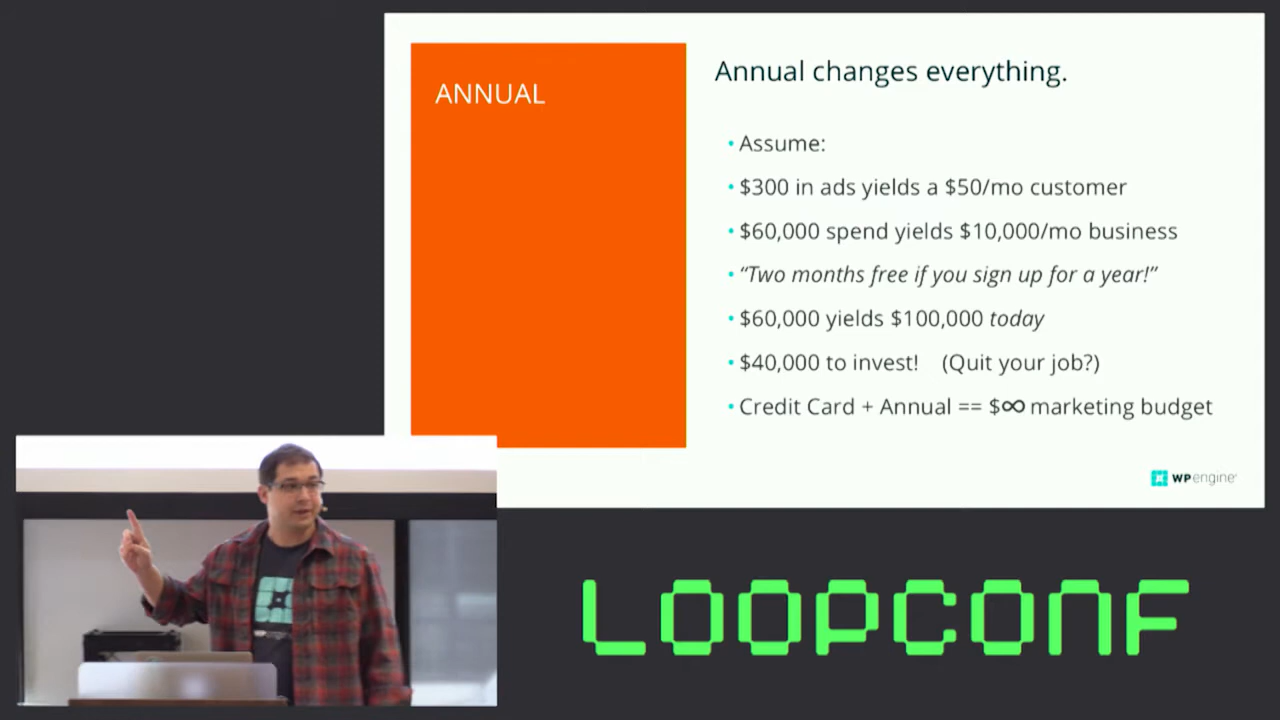 ANNUAL
Annual changes everything.
• Assume:
• $300 in ads yields a $50/mo customer
• $60,000 spend yields $10,000/mo business
• “Two months free if you sign up for a year!”
• $60,000 yields $100,000 today
• $40,000 to invest! (Quit your job?)
• Credit Card + Annual == $∞ marketing budget
WPengine®
LOOPCONF